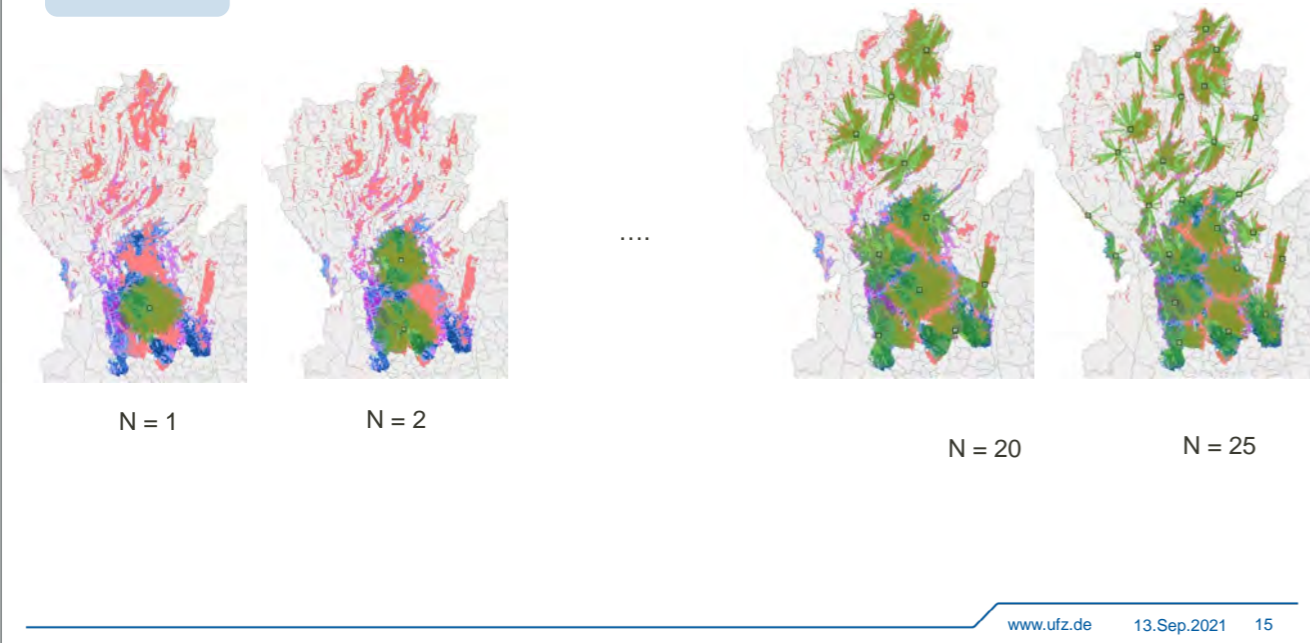 ....
N = 1
N = 2
N = 20
N = 25
www.ufz.de 13.Sep.2021 15